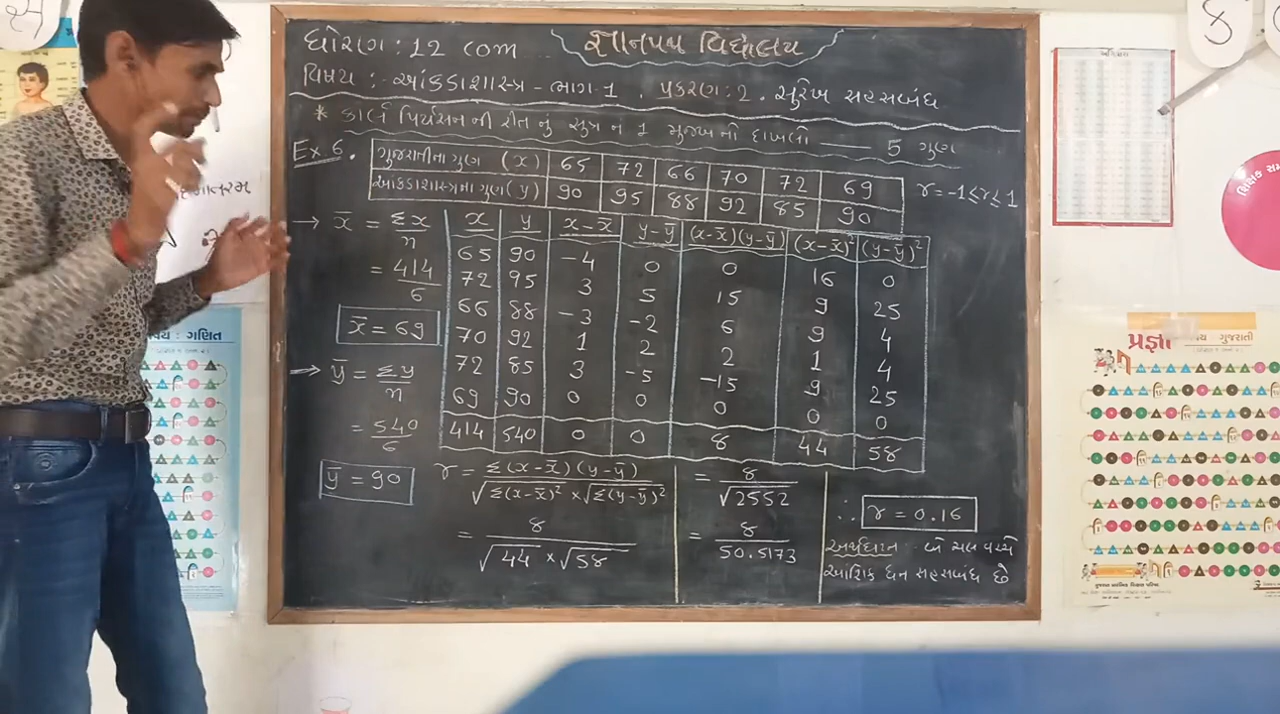 ધોરણ : 12 com
જ્ઞાનપથ વિદ્યાલય
વિષય :- આંકડાશાસ્ત્ર - ભાગ-1 . પ્રકરણ : 2 . સુરેખ સહસંબંધ
* કાર્લ પિર્યસન ની રીત નું સુત્ર નં 1 મુજબ નો દાખલો —— 5 ગુણ
Ex 6.
ગુજરાતીના ગુણ (x) 65 72 66 70 72 69
આંકડાશાસ્ત્રના ગુણ (y) 90 95 88 92 85 90
r = -1 ≤ r ≤ 1
→ x̄ = Σx/n
= 414/6
x̄ = 69
→ ȳ = Σy/n
= 540/6
ȳ = 90
x y x-x̄ y-ȳ (x-x̄)(y-ȳ) (x-x̄)² (y-ȳ)²
65 90 -4 0 0 16 0
72 95 3 5 15 9 25
66 88 -3 -2 6 9 4
70 92 1 2 2 1 4
72 85 3 -5 -15 9 25
69 90 0 0 0 0 0
414 540 0 0 8 44 58
r = Σ(x-x̄)(y-ȳ) / √Σ(x-x̄)² × √Σ(y-ȳ)²
= 8 / √44 × √58
= 8 / √2552
= 8 / 50.5173
∴ r = 0.16
અર્થઘટન :- બે ચલ વચ્ચે
આંશિક ધન સહસંબંધ છે
: ગણિત
પ્રજ્ઞા
ગુજરાતી